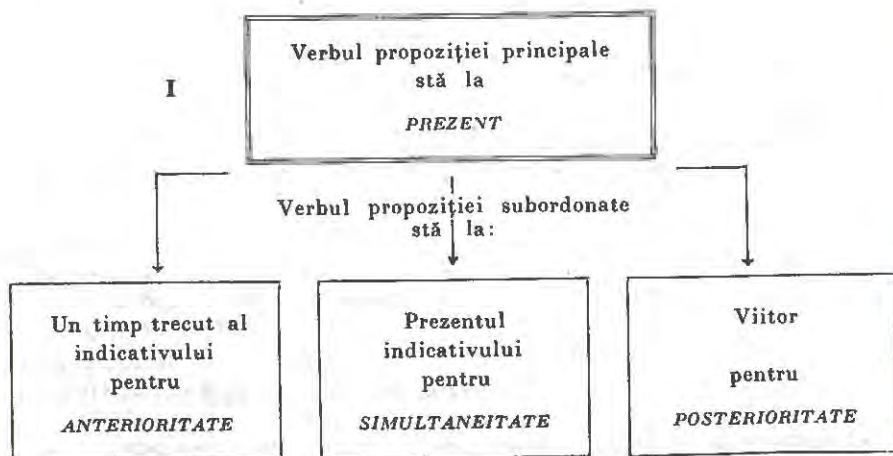 I
Verbul propoziției principale
stă la
PREZENT
Verbul propoziției subordonate
stă la:
Un timp trecut al
indicativului
pentru
ANTERIORITATE
Prezentul
indicativului
pentru
SIMULTANEITATE
Viitor
pentru
POSTERIORITATE